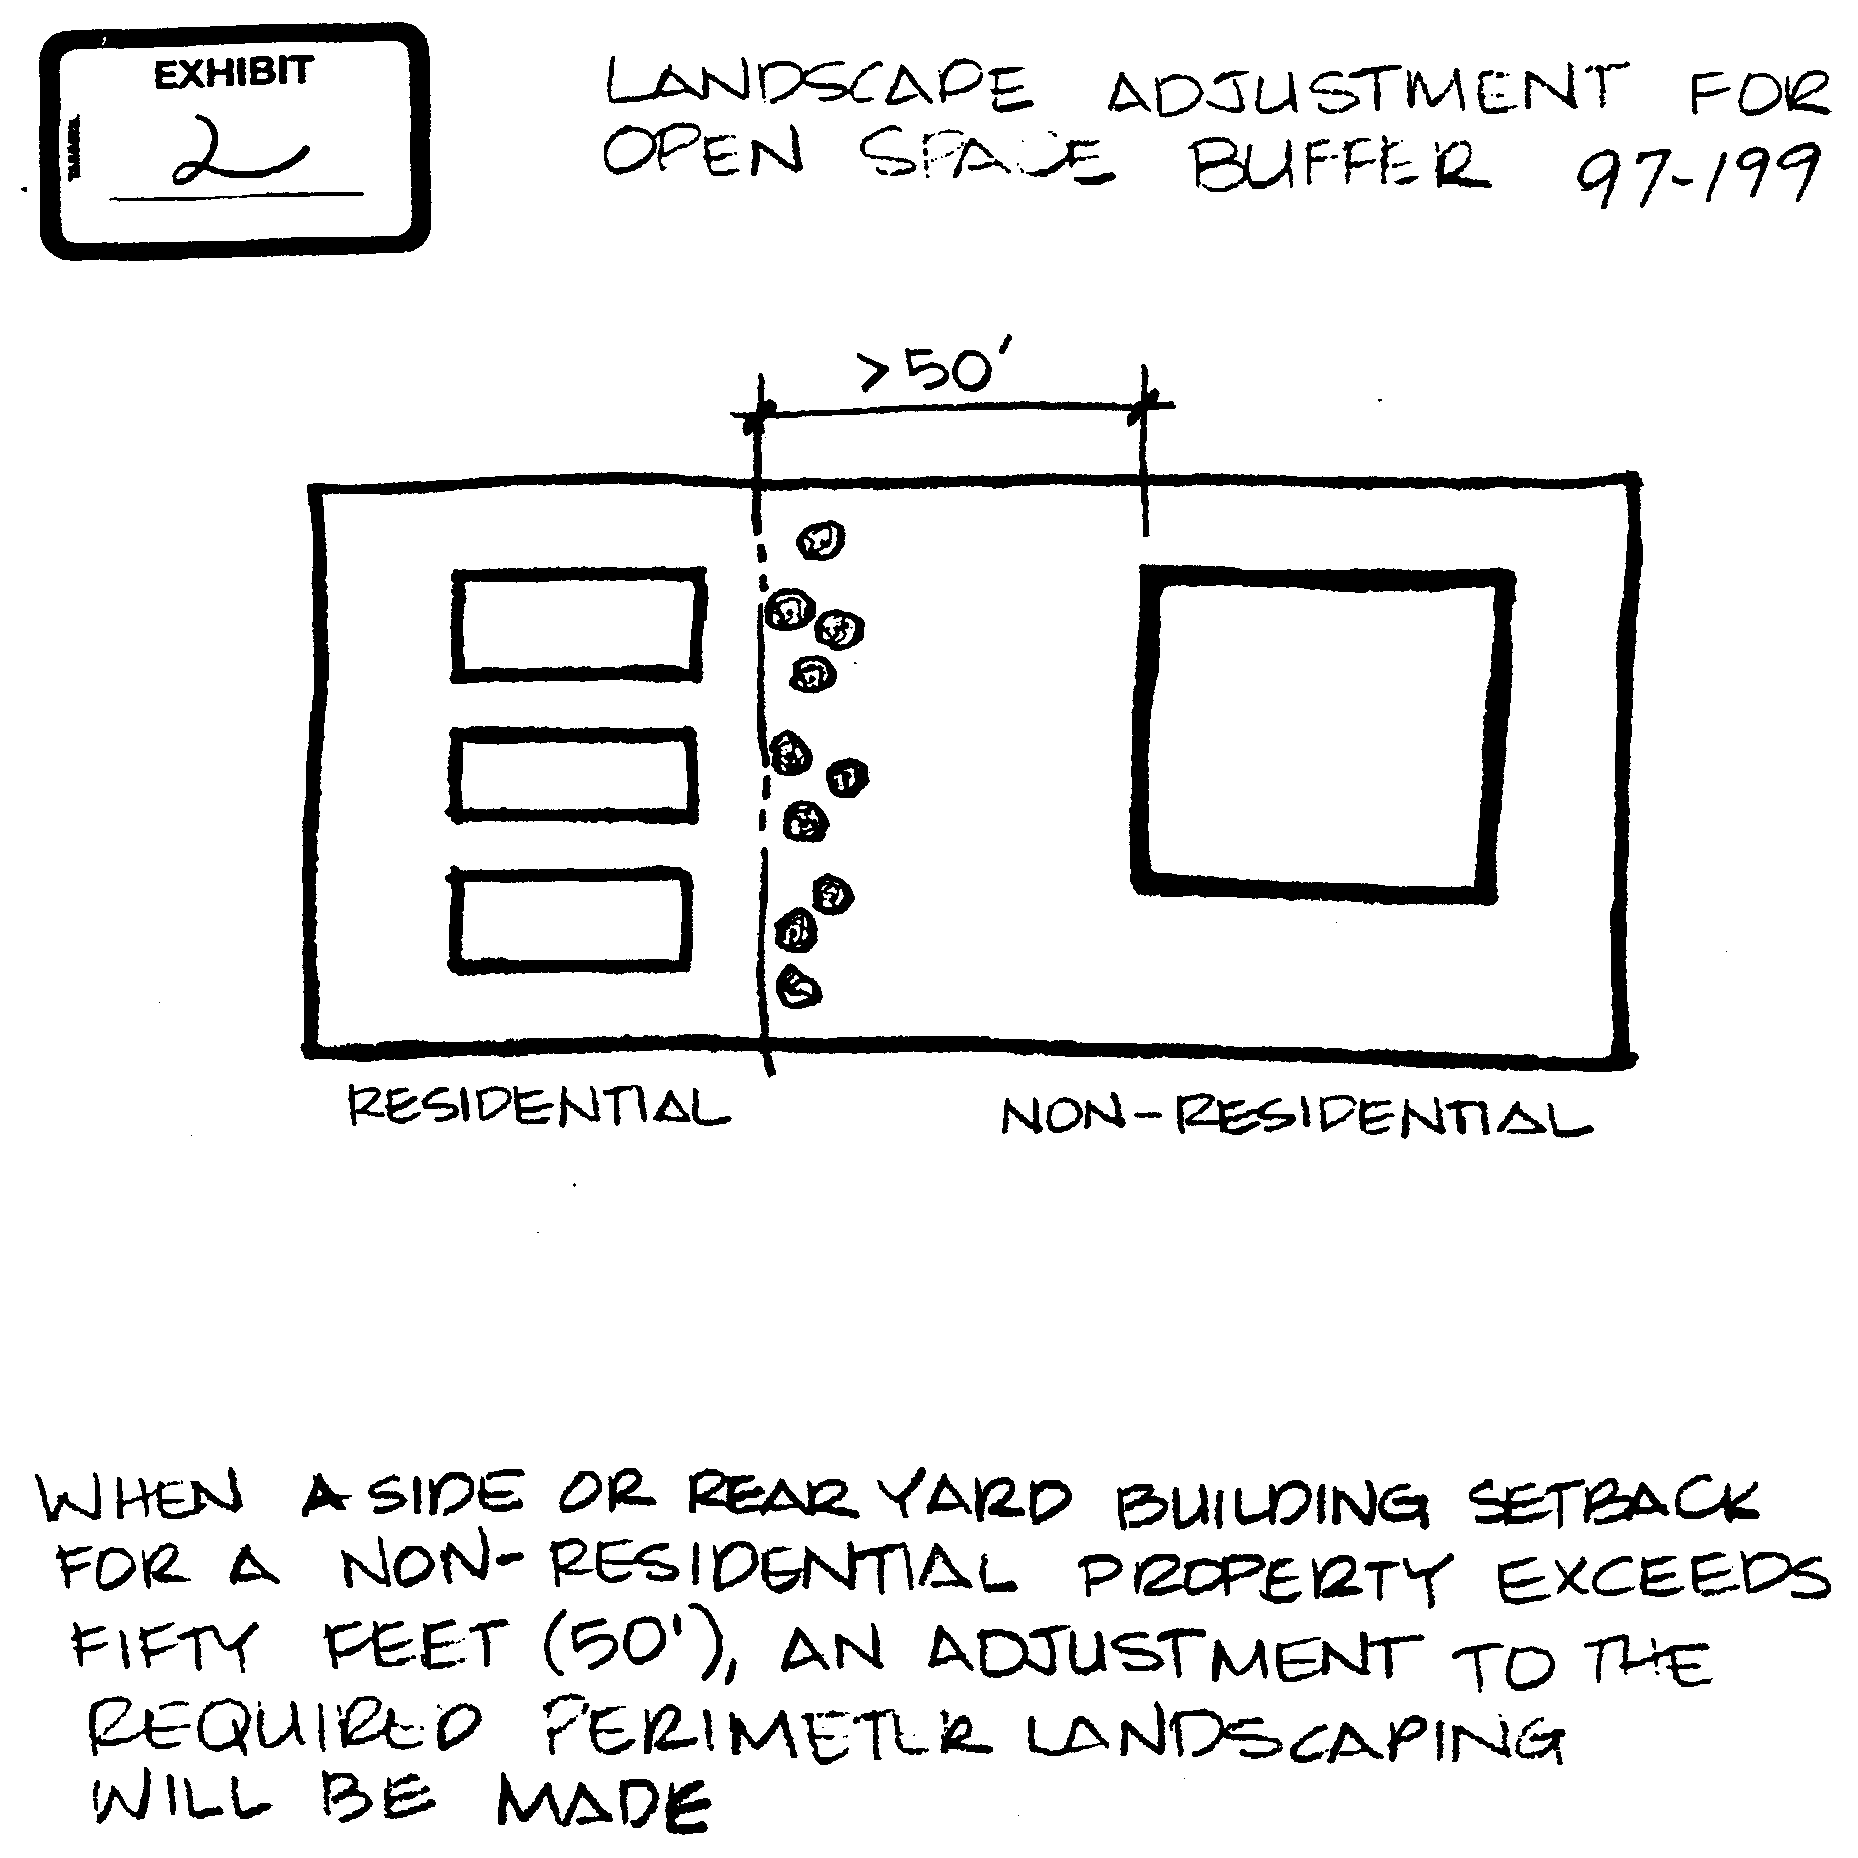 EXHIBIT
2
LANDSCAPE ADJUSTMENT FOR
OPEN SPACE BUFFER 97-199
>50'
RESIDENTIAL
NON-RESIDENTIAL
WHEN A SIDE OR REAR YARD BUILDING SETBACK
FOR A NON-RESIDENTIAL PROPERTY EXCEEDS
FIFTY FEET (50'), AN ADJUSTMENT TO THE
REQUIRED PERIMETER LANDSCAPING
WILL BE MADE